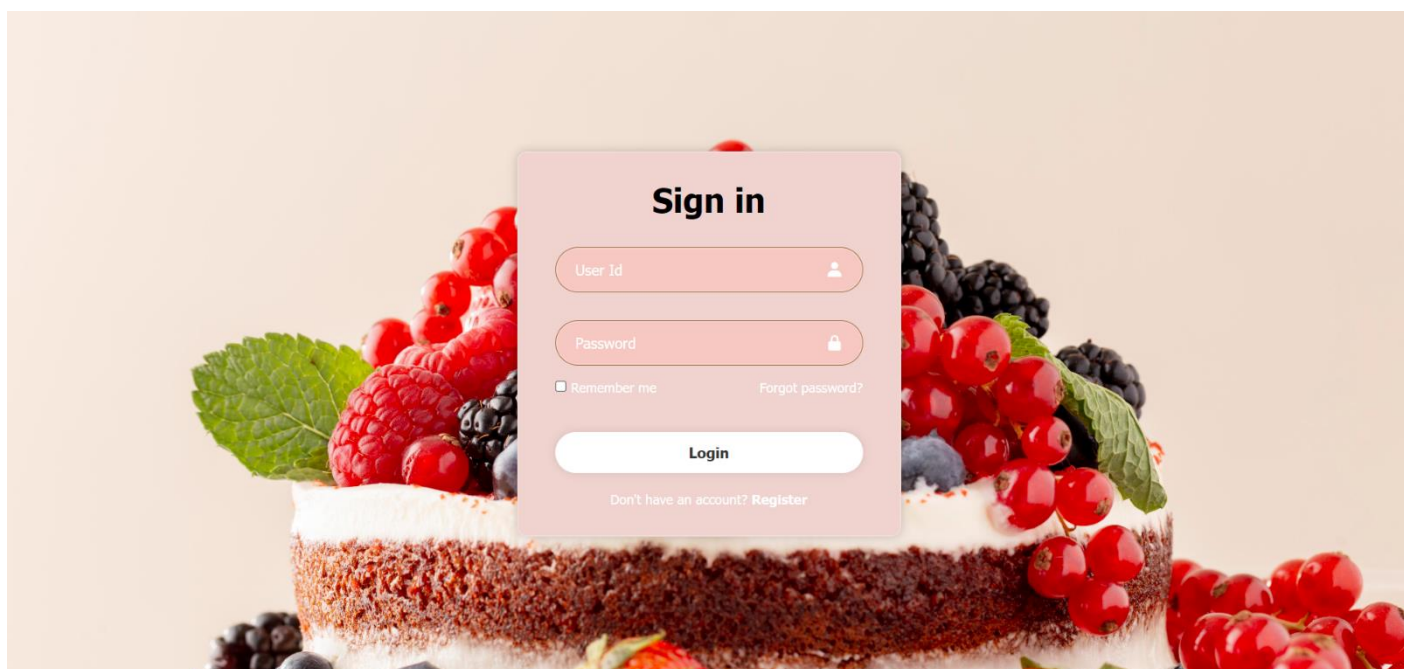 Sign in
User Id
Password
Remember me Forgot password?
Login
Don't have an account? Register